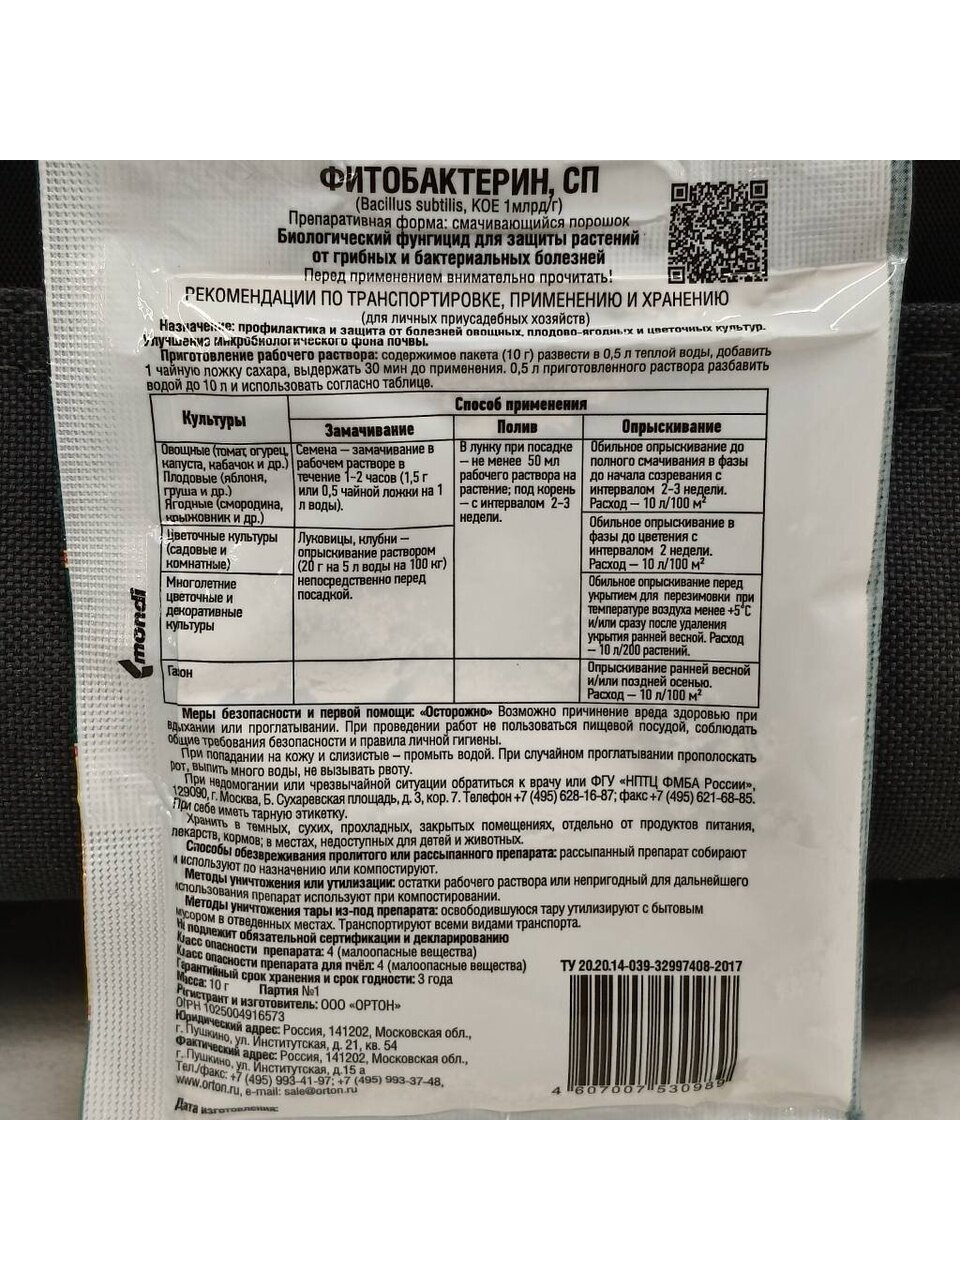 ФИТОБАКТЕРИН, СП
(Bacillus subtilis, КОЕ 1млрд/г)
Препаративная форма: смачивающийся порошок
Биологический фунгицид для защиты растений
от грибных и бактериальных болезней
Перед применением внимательно прочитать!
РЕКОМЕНДАЦИИ ПО ТРАНСПОРТИРОВКЕ, ПРИМЕНЕНИЮ И ХРАНЕНИЮ
(для личных приусадебных хозяйств)
Назначение: профилактика и защита от болезней овощных, плодово-ягодных и цветочных культур.
Улучшение микробиологического фона почвы.
Приготовление рабочего раствора: содержимое пакета (10 г) развести в 0,5 л теплой воды, добавить
1 чайную ложку сахара, выдержать 30 мин до применения. 0,5 л приготовленного раствора разбавить
водой до 10 л и использовать согласно таблице.
Культуры
Способ применения
Замачивание
Полив
Опрыскивание
Овощные (томат, огурец,
капуста, кабачок и др.)
Плодовые (яблоня,
груша и др.)
Ягодные (смородина,
крыжовник и др.)
Семена – замачивание в
рабочем растворе в
течение 1–2 часов (1,5 г
или 0,5 чайной ложки на 1
л воды).
В лунку при посадке
– не менее 50 мл
рабочего раствора на
растение; под корень
– с интервалом 2–3
недели.
Обильное опрыскивание до
полного смачивания в фазы
до начала созревания с
интервалом 2–3 недели.
Расход – 10 л/100 м²
Цветочные культуры
(садовые и
комнатные)
Луковицы, клубни –
опрыскивание раствором
(20 г на 5 л воды на 100 кг)
непосредственно перед
посадкой.
Обильное опрыскивание в
фазы до цветения с
интервалом 2 недели.
Расход – 10 л/100 м²
Многолетние
цветочные и
декоративные
культуры
Обильное опрыскивание перед
укрытием для перезимовки при
температуре воздуха менее +5°С
и/или сразу после удаления
укрытия ранней весной. Расход
– 10 л/200 растений.
Газон
Опрыскивание ранней весной
и/или поздней осенью.
Расход – 10 л/100 м²
mondi
Меры безопасности и первой помощи: «Осторожно» Возможно причинение вреда здоровью при
вдыхании или проглатывании. При проведении работ не пользоваться пищевой посудой, соблюдать
общие требования безопасности и правила личной гигиены.
При попадании на кожу и слизистые – промыть водой. При случайном проглатывании прополоскать
рот, выпить много воды, не вызывать рвоту.
При недомогании или чрезвычайной ситуации обратиться к врачу или ФГУ «НПТЦ ФМБА России»,
129090, г. Москва, Б. Сухаревская площадь, д. 3, кор. 7. Телефон +7 (495) 628-16-87; факс +7 (495) 621-68-85.
При себе иметь тарную этикетку.
Хранить в темных, сухих, прохладных, закрытых помещениях, отдельно от продуктов питания,
лекарств, кормов; в местах, недоступных для детей и животных.
Способы обезвреживания пролитого или рассыпанного препарата: рассыпанный препарат собирают
и используют по назначению или компостируют.
Методы уничтожения или утилизации: остатки рабочего раствора или непригодный для дальнейшего
использования препарат используют при компостировании.
Методы уничтожения тары из-под препарата: освободившуюся тару утилизируют с бытовым
мусором в отведенных местах. Транспортируют всеми видами транспорта.
Не подлежит обязательной сертификации и декларированию
Класс опасности препарата: 4 (малоопасные вещества)
Класс опасности препарата для пчёл: 4 (малоопасные вещества)
Гарантийный срок хранения и срок годности: 3 года
Масса: 10 г Партия №1
Регистрант и изготовитель: ООО «ОРТОН»
ОГРН 1025004916573
Юридический адрес: Россия, 141202, Московская обл.,
г. Пушкино, ул. Институтская, д. 21, кв. 54
Фактический адрес: Россия, 141202, Московская обл.,
г. Пушкино, ул. Институтская, д.15 а
Тел./факс: +7 (495) 993-41-97; +7 (495) 993-37-48,
www.orton.ru, e-mail: sale@orton.ru
Дата изготовления:
ТУ 20.20.14-039-32997408-2017
4 607007 530989